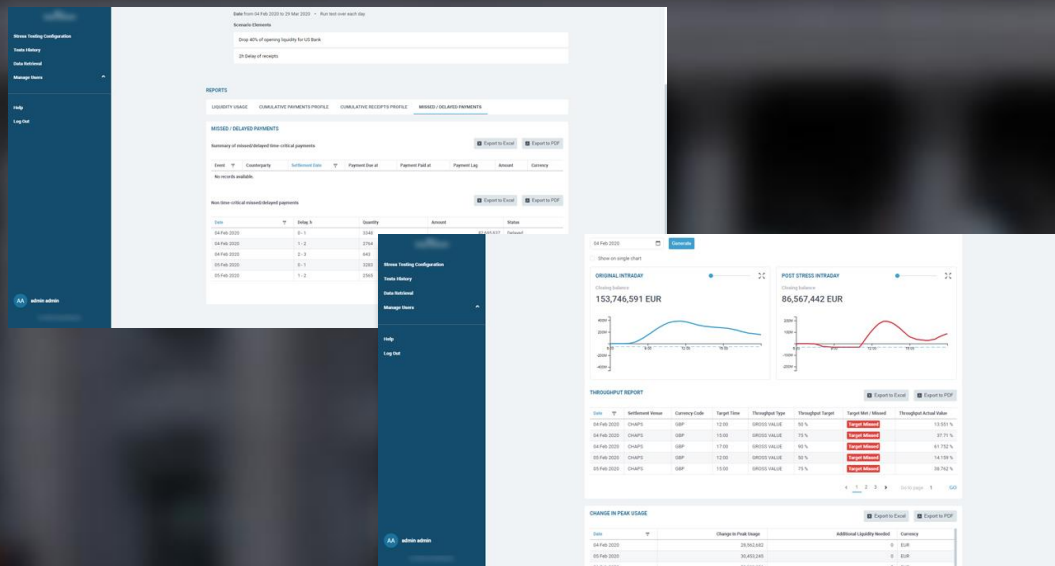 Date from 04 Feb 2020 to 29 Mar 2020 • Run test over each day
Scenario Elements
Drop 40% of opening liquidity for US Bank
2h Delay of receipts
Stress Testing Configuration
Tests History
Data Retrieval
Manage Users
Help
Log Out
AA admin admin
REPORTS
LIQUIDITY USAGE CUMULATIVE PAYMENTS PROFILE CUMULATIVE RECEIPTS PROFILE MISSED / DELAYED PAYMENTS
MISSED / DELAYED PAYMENTS
Summary of missed/delayed time-critical payments Export to Excel Export to PDF
Event Counterparty Settlement Date Payment Due at Payment Paid at Payment Lag Amount Currency
No records available.
Non time-critical missed/delayed payments Export to Excel Export to PDF
Date Delay, h Quantity Amount Status
04 Feb 2020 0 - 1 3348 Delayed
04 Feb 2020 1 - 2 2764
04 Feb 2020 2 - 3
05 Feb 2020 0 - 1 3283
05 Feb 2020 1 - 2
Stress Testing Configuration
Tests History
Data Retrieval
Manage Users
Help
Log Out
AA admin admin
04 Feb 2020 Generate
Show on single chart
ORIGINAL INTRADAY
Closing balance
153,746,591 EUR
POST STRESS INTRADAY
Closing balance
86,567,442 EUR
THROUGHPUT REPORT Export to Excel Export to PDF
Date Settlement Venue Currency Code Target Time Throughput Type Throughput Target Target Met / Missed Throughput Actual Value
04 Feb 2020 CHAPS GBP 12:00 GROSS VALUE 50 % Target Missed 13.551 %
04 Feb 2020 CHAPS GBP 15:00 GROSS VALUE 75 % Target Missed 37.71 %
04 Feb 2020 CHAPS GBP 17:00 GROSS VALUE 90 % Target Missed 61.752 %
05 Feb 2020 CHAPS GBP 12:00 GROSS VALUE 50 % Target Missed 14.159 %
05 Feb 2020 CHAPS GBP 15:00 GROSS VALUE 75 % Target Missed 38.762 %
1 2 3 Go to page 1 GO
CHANGE IN PEAK USAGE Export to Excel Export to PDF
Date Change in Peak Usage Additional Liquidity Needed Currency
04 Feb 2020 0 EUR
05 Feb 2020 0 EUR